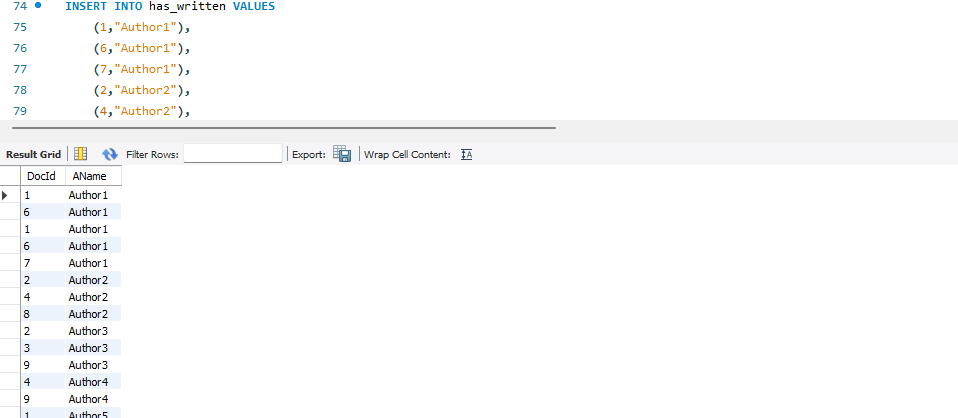 74 INSERT INTO has_written VALUES
75 (1,"Author1"),
76 (6,"Author1"),
77 (7,"Author1"),
78 (2,"Author2"),
79 (4,"Author2"),
Result Grid Filter Rows: Export: Wrap Cell Content: IA
DocId AName
1 Author1
6 Author1
1 Author1
6 Author1
7 Author1
2 Author2
4 Author2
8 Author2
2 Author3
3 Author3
9 Author3
4 Author4
9 Author4
1 Author5